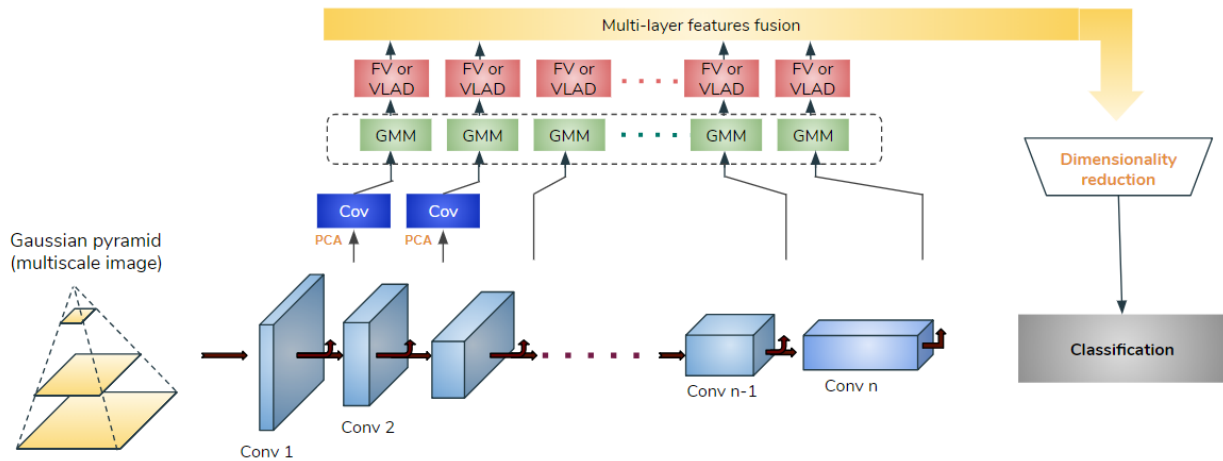 Multi-layer features fusion
FV or
VLAD
FV or
VLAD
FV or
VLAD
FV or
VLAD
FV or
VLAD
GMM
GMM
GMM
GMM
GMM
Dimensionality
reduction
Cov
Cov
PCA
PCA
Gaussian pyramid
(multiscale image)
Classification
Conv n-1
Conv n
Conv 2
Conv 1